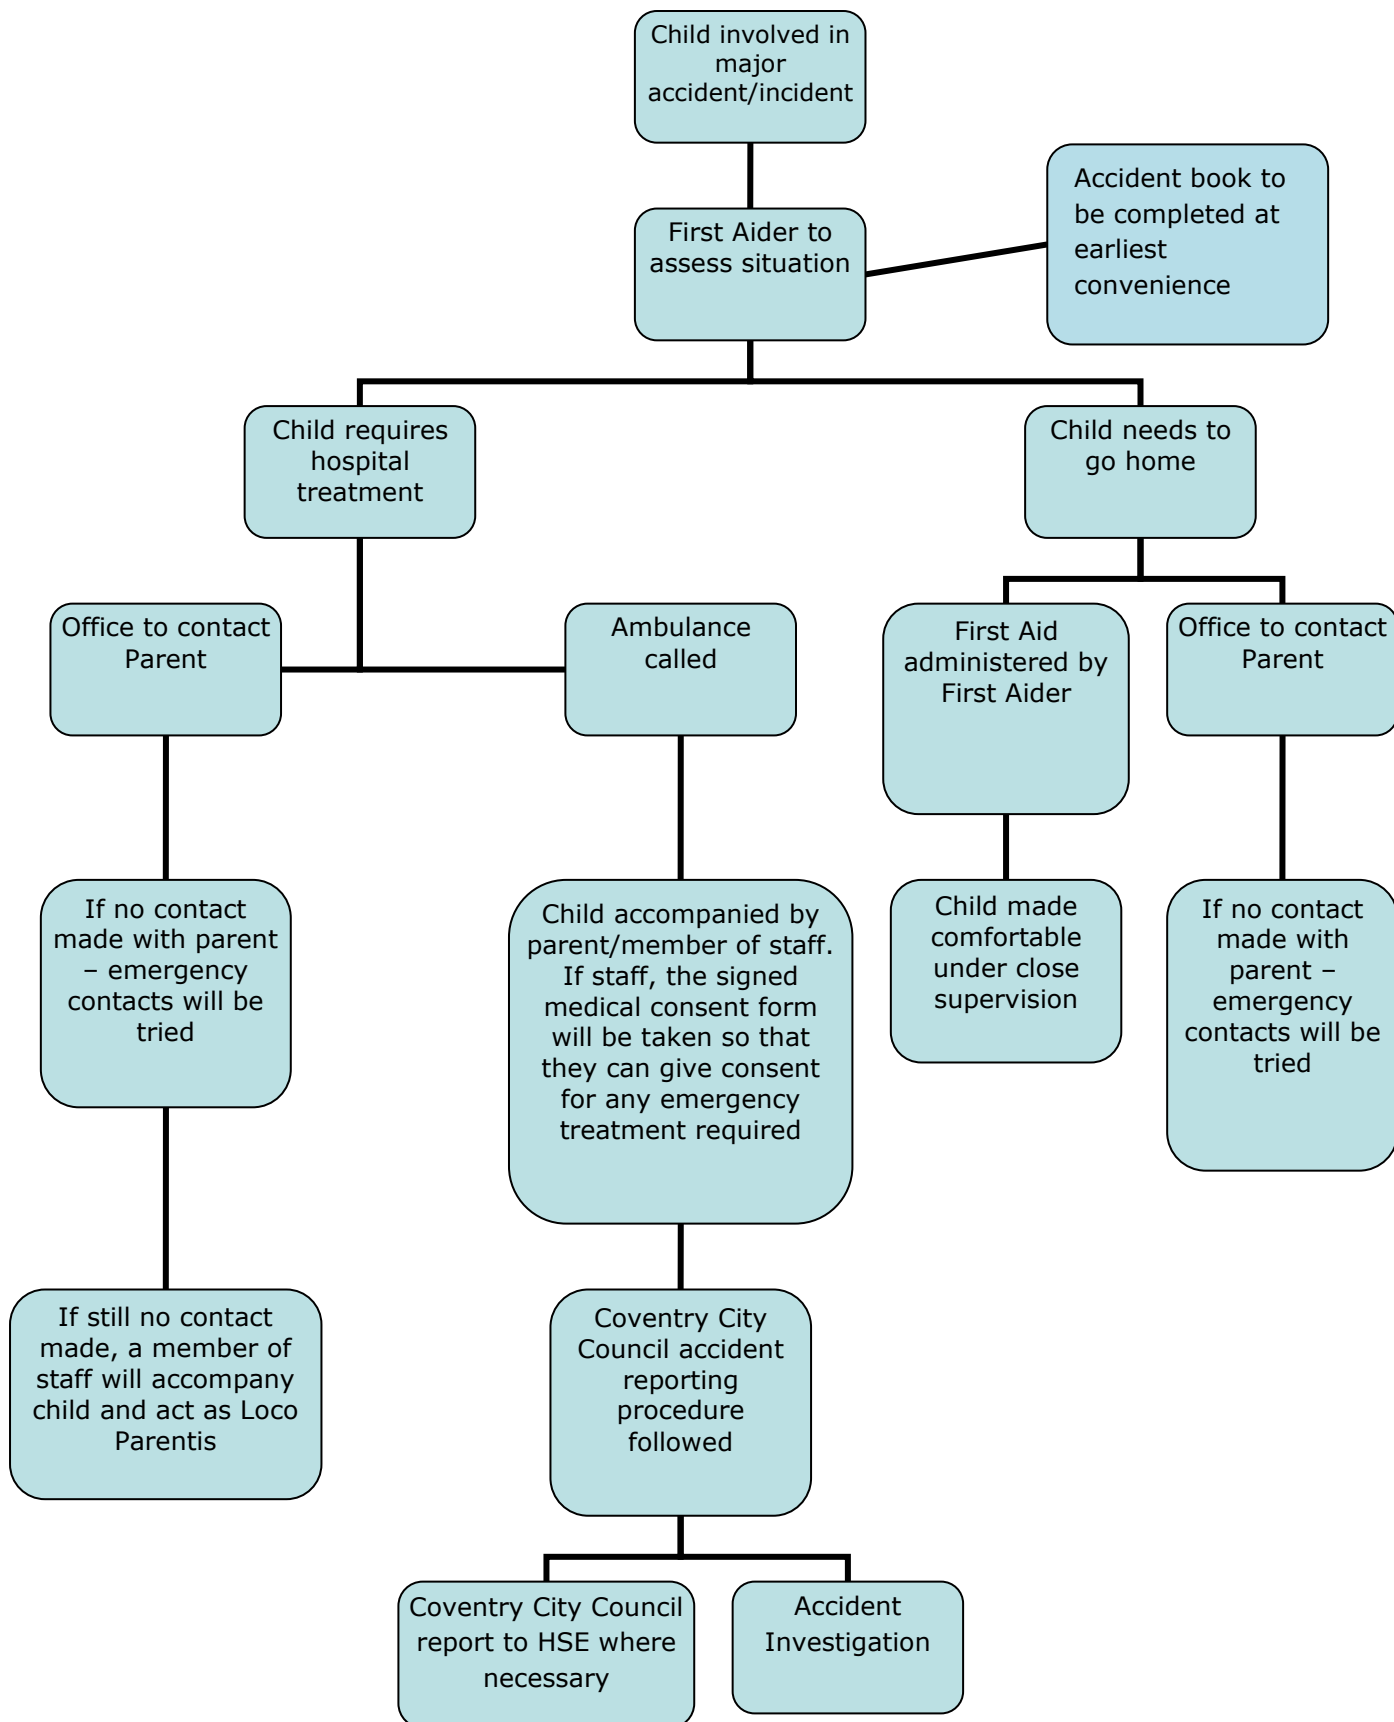 Child involved in
major
accident/incident
Accident book to
be completed at
earliest
convenience
First Aider to
assess situation
Child requires
hospital
treatment
Child needs to
go home
Office to contact
Parent
Ambulance
called
First Aid
administered by
First Aider
Office to contact
Parent
If no contact
made with parent
– emergency
contacts will be
tried
Child accompanied by
parent/member of staff.
If staff, the signed
medical consent form
will be taken so that
they can give consent
for any emergency
treatment required
Child made
comfortable
under close
supervision
If no contact
made with
parent –
emergency
contacts will be
tried
If still no contact
made, a member of
staff will accompany
child and act as Loco
Parentis
Coventry City
Council accident
reporting
procedure
followed
Coventry City Council
report to HSE where
necessary
Accident
Investigation